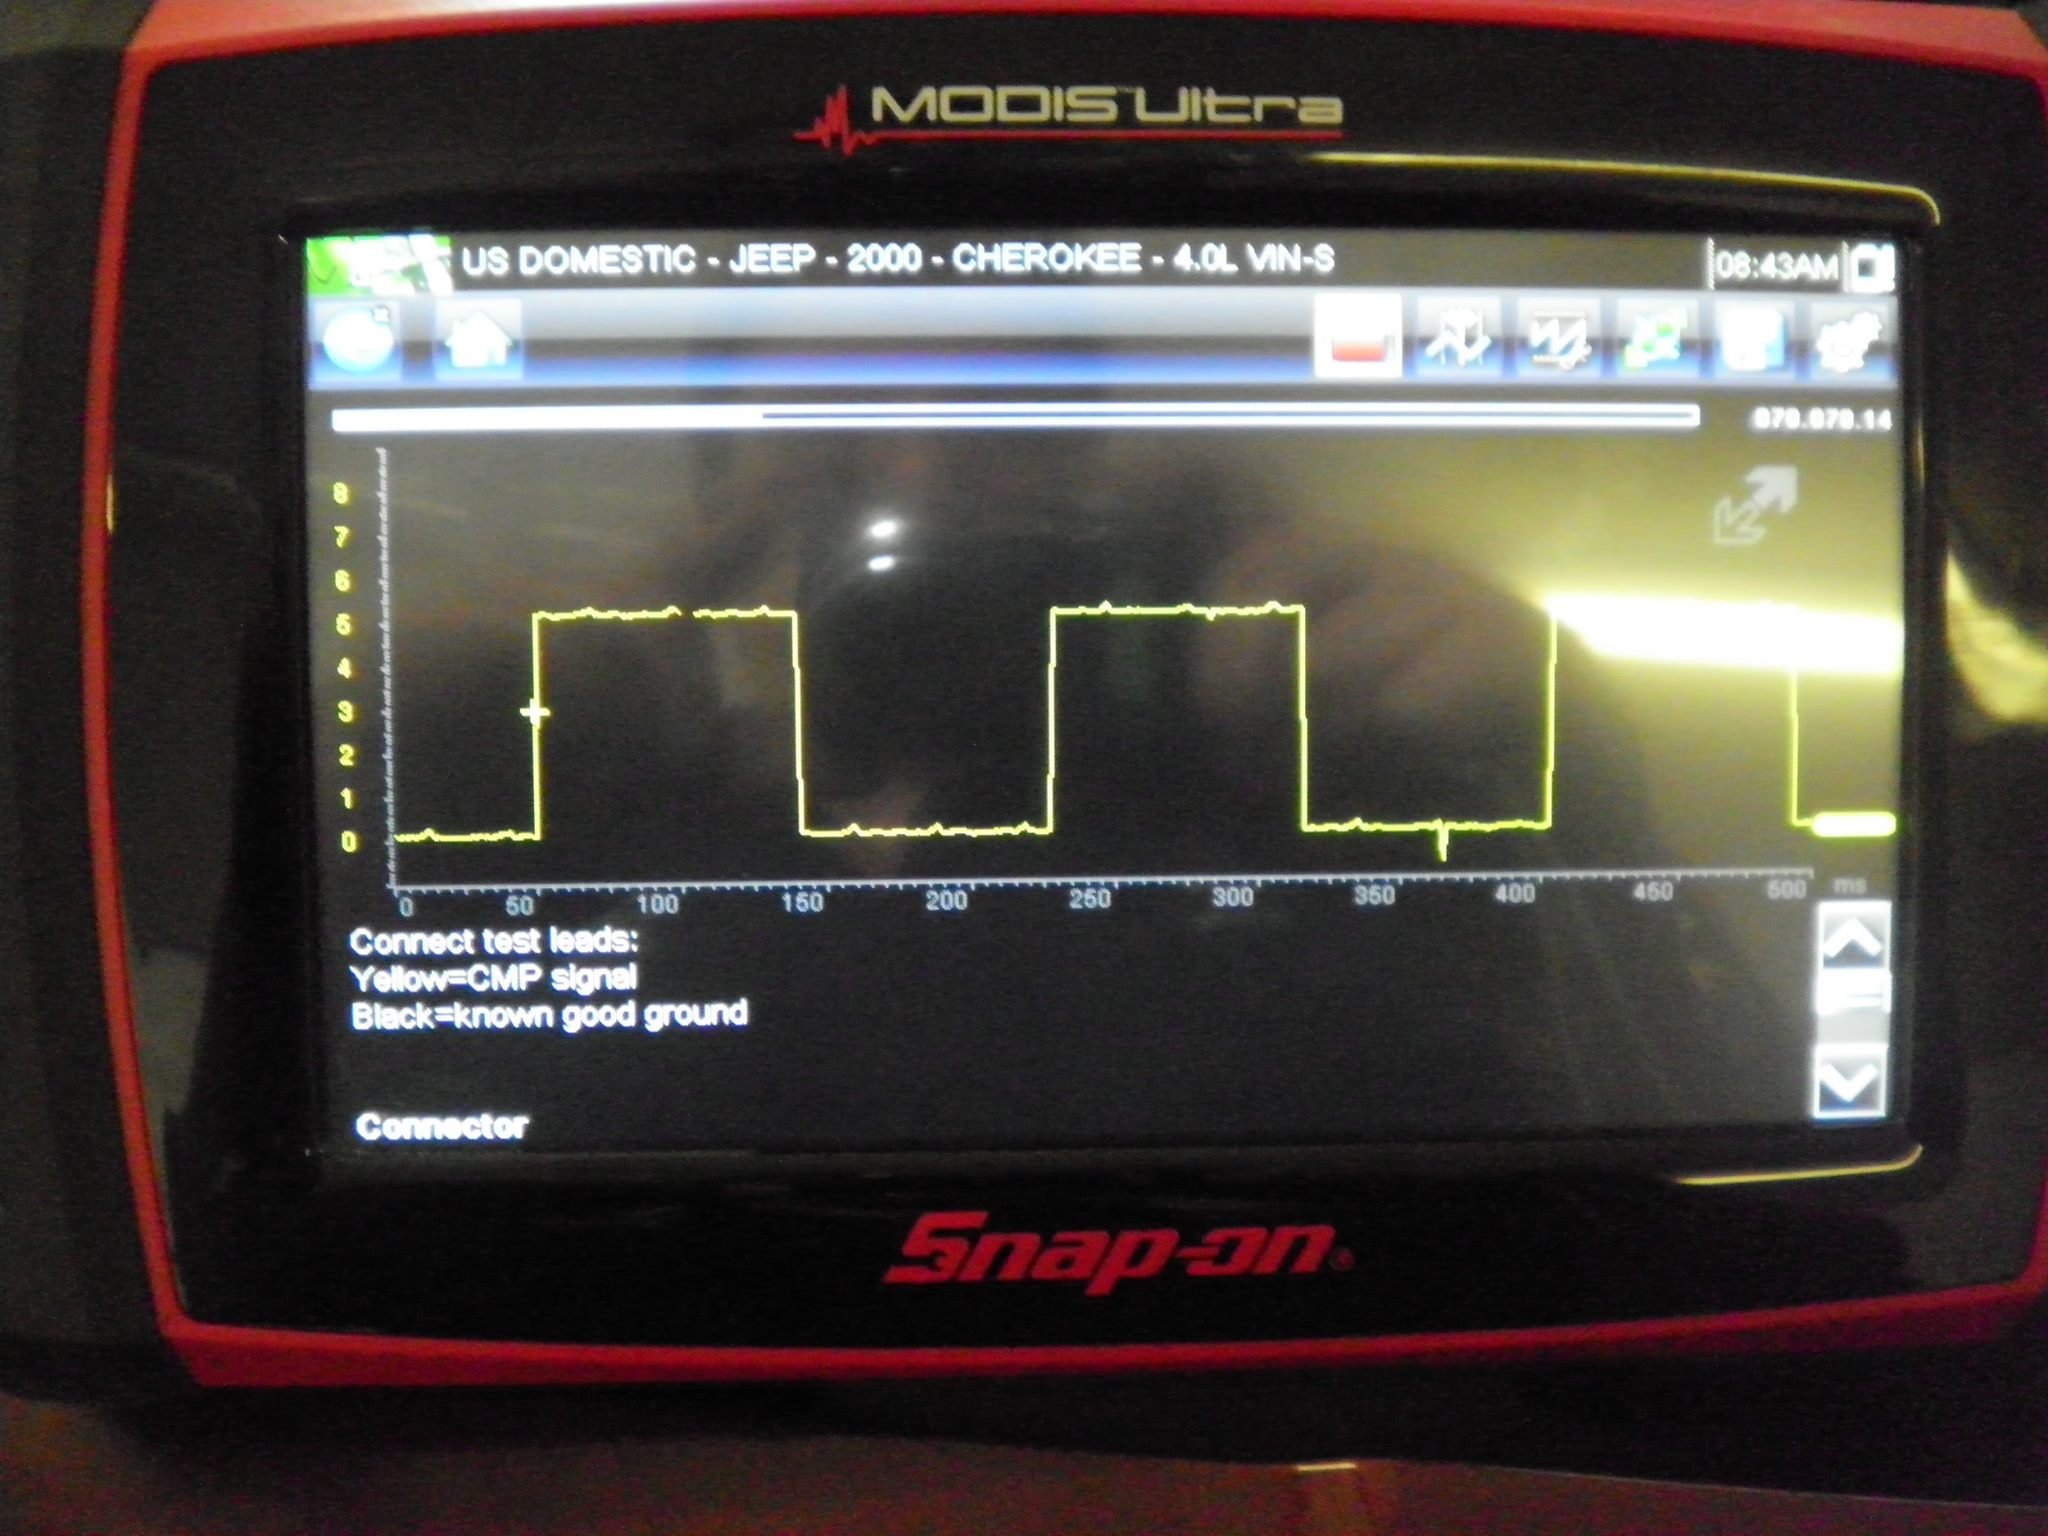 MODIS™ Ultra
US DOMESTIC - JEEP - 2000 - CHEROKEE - 4.0L VIN-S 08:43AM
070.070.14
8
7
6
5
4
3
2
1
0
0 50 100 150 200 250 300 350 400 450 500 ms
Connect test leads:
Yellow=CMP signal
Black=known good ground
Connector
Snap-on®